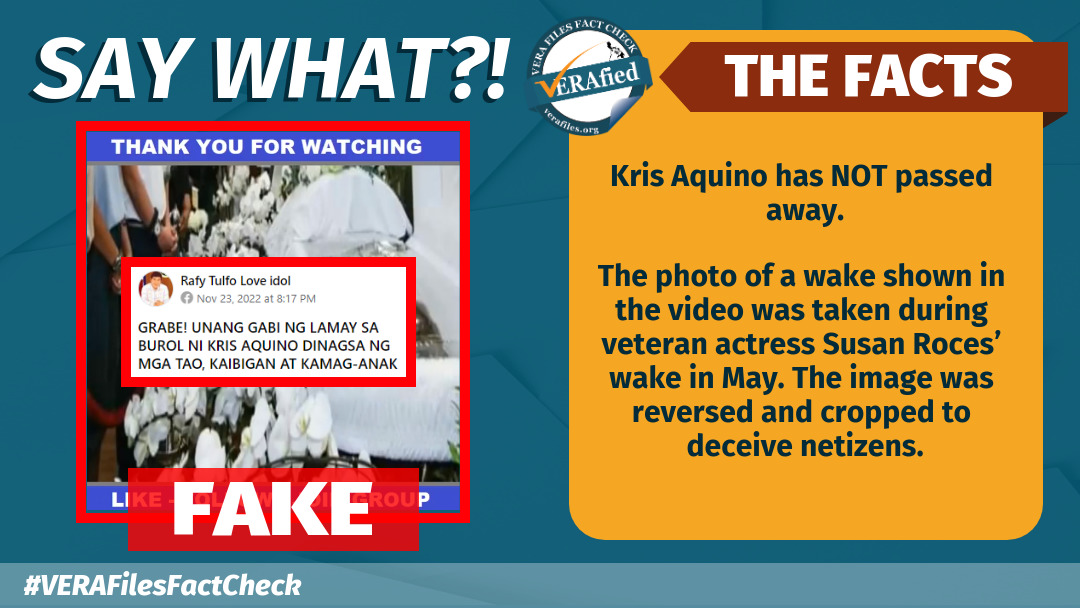 SAY WHAT?!
THANK YOU FOR WATCHING
Rafy Tulfo Love idol
Nov 23, 2022 at 8:17 PM
GRABE! UNANG GABI NG LAMAY SA
BUROL NI KRIS AQUINO DINAGSA NG
MGA TAO, KAIBIGAN AT KAMAG-ANAK
FAKE
VERA FILES FACT CHECK
VERAfied
verafiles.org
THE FACTS
Kris Aquino has NOT passed
away.
The photo of a wake shown in
the video was taken during
veteran actress Susan Roces’
wake in May. The image was
reversed and cropped to
deceive netizens.
#VERAFilesFactCheck